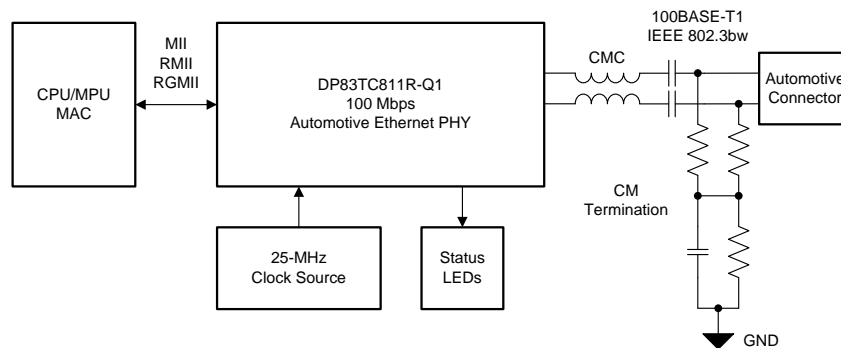 MII
RMII
RGMII
CPU/MPU
MAC
DP83TC811R-Q1
100 Mbps
Automotive Ethernet PHY
CMC
100BASE-T1
IEEE 802.3bw
Automotive
Connector
CM
Termination
25-MHz
Clock Source
Status
LEDs
GND